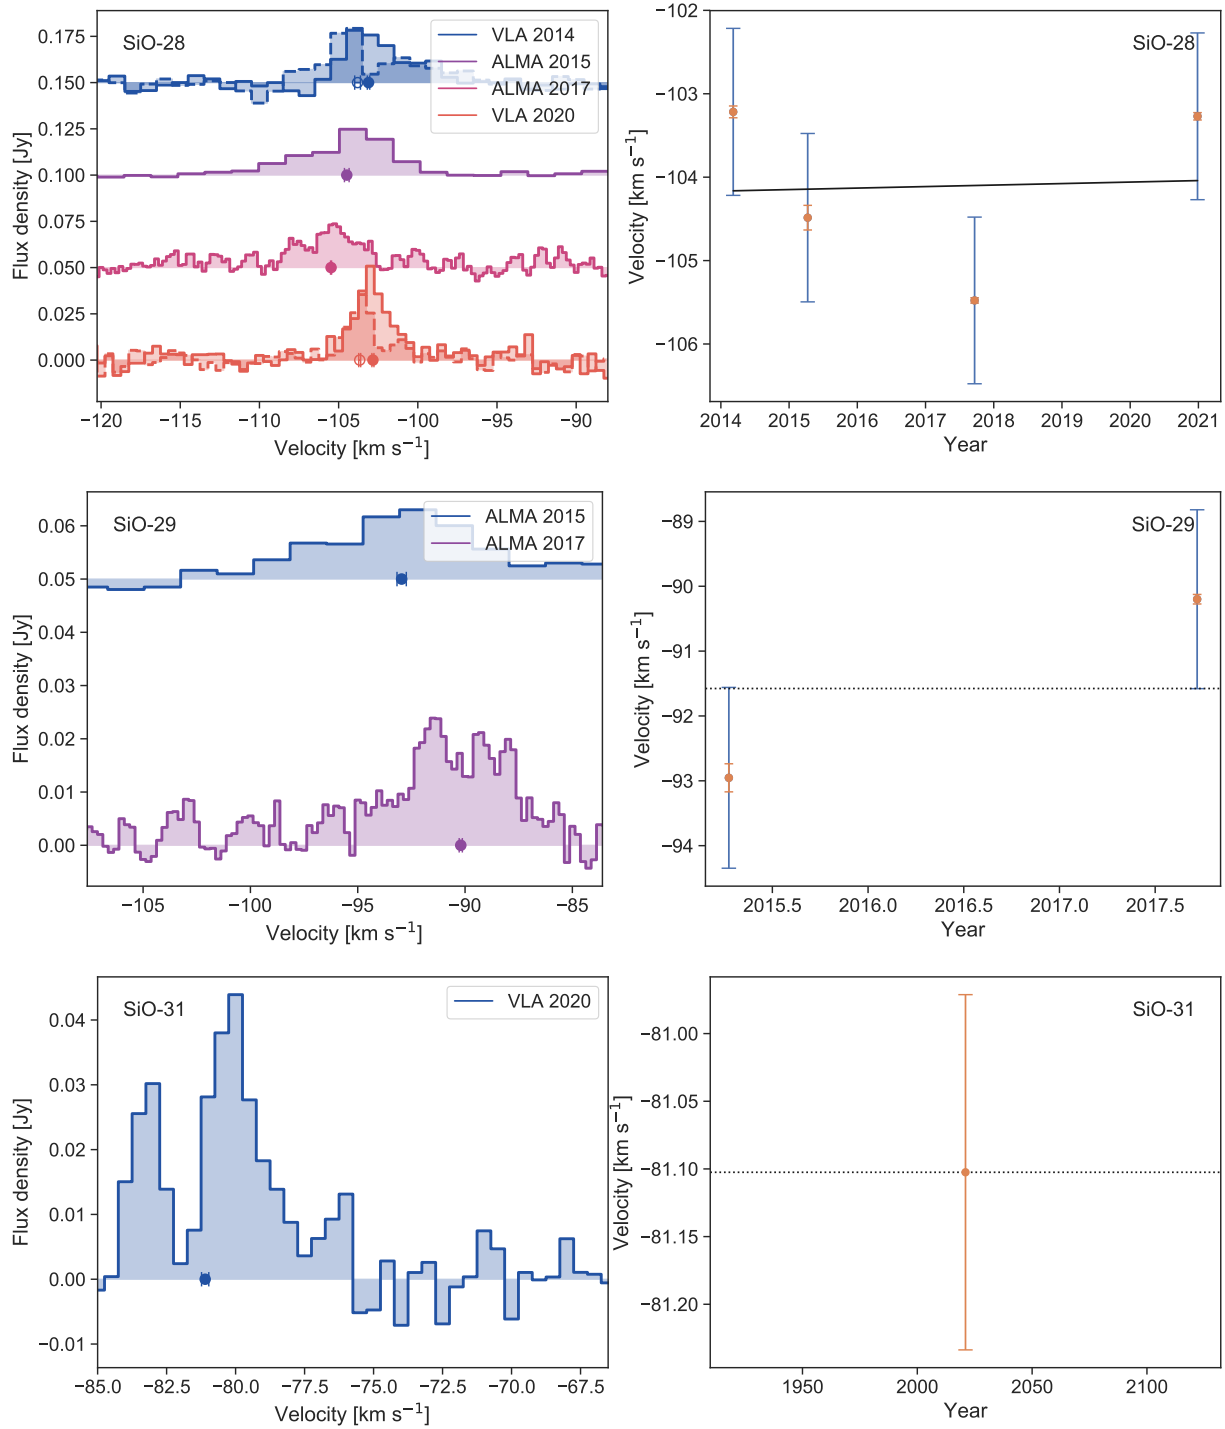 SiO-28
VLA 2014
ALMA 2015
ALMA 2017
VLA 2020
0.175
0.150
0.125
0.100
0.075
0.050
0.025
0.000
Flux density [Jy]
−120
−115
−110
−105
−100
−95
−90
Velocity [km s−1]
SiO-28
−102
−103
−104
−105
−106
Velocity [km s−1]
2014
2015
2016
2017
2018
2019
2020
2021
Year
SiO-29
ALMA 2015
ALMA 2017
0.06
0.05
0.04
0.03
0.02
0.01
0.00
Flux density [Jy]
−105
−100
−95
−90
−85
Velocity [km s−1]
SiO-29
−89
−90
−91
−92
−93
−94
Velocity [km s−1]
2015.5
2016.0
2016.5
2017.0
2017.5
Year
SiO-31
VLA 2020
0.04
0.03
0.02
0.01
0.00
−0.01
Flux density [Jy]
−85.0
−82.5
−80.0
−77.5
−75.0
−72.5
−70.0
−67.5
Velocity [km s−1]
SiO-31
−81.00
−81.05
−81.10
−81.15
−81.20
Velocity [km s−1]
1950
2000
2050
2100
Year